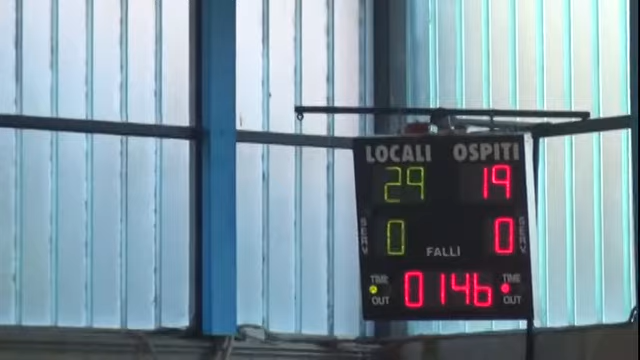 LOCALI OSPITI
29 19
SERV. 0 FALLI 0 SERV.
TIME OUT 0146 TIME OUT